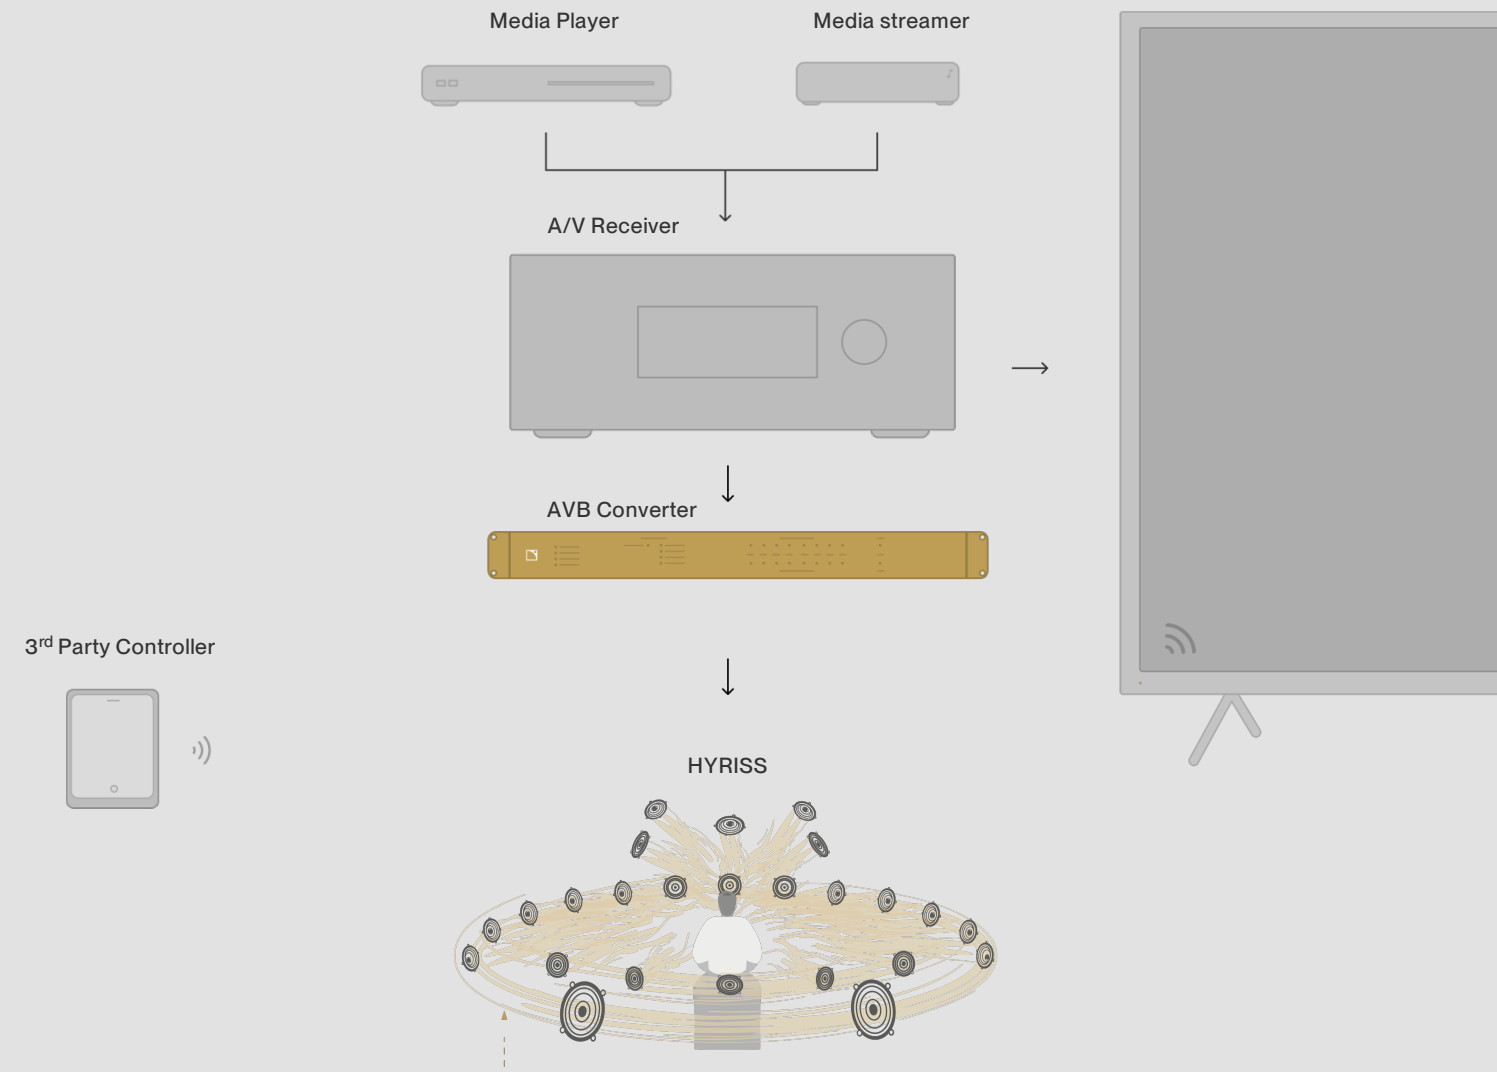 Media Player
Media streamer
A/V Receiver
AVB Converter
3rd Party Controller
HYRISS